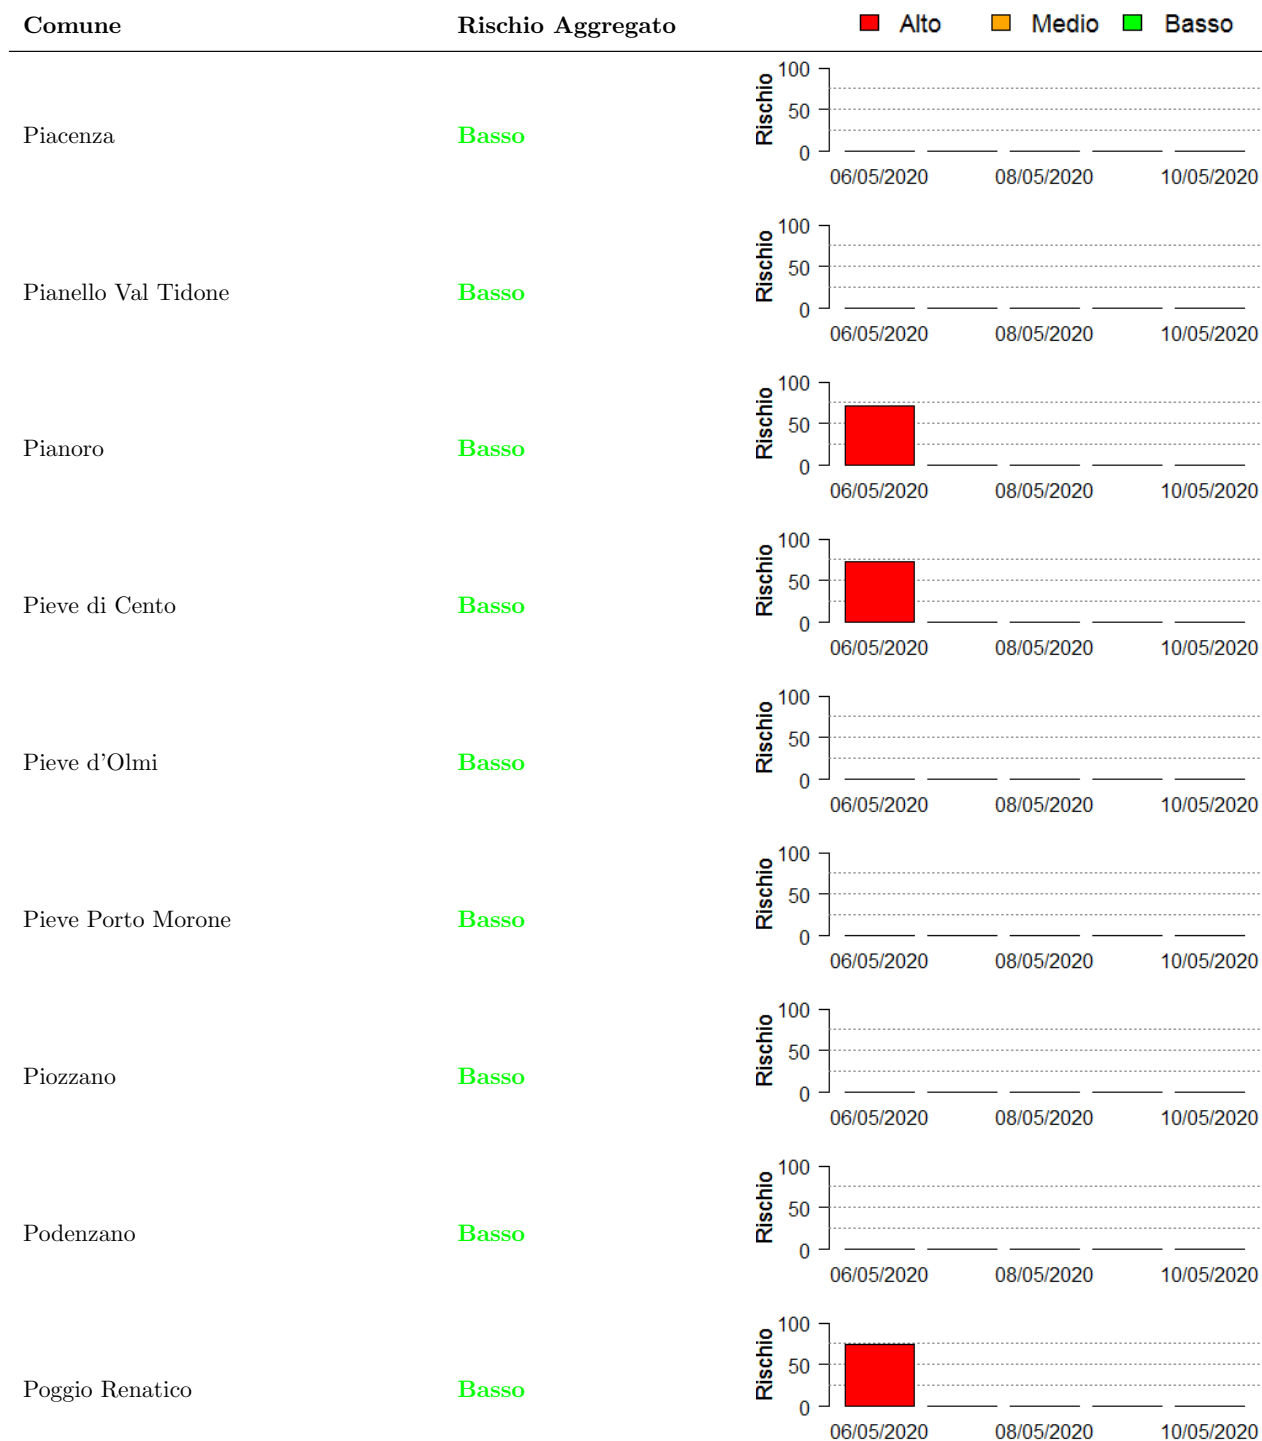 Comune Rischio Aggregato Alto Medio Basso
100
50
0
Rischio
Piacenza Basso
06/05/2020 08/05/2020 10/05/2020
100
50
0
Rischio
Pianello Val Tidone Basso
06/05/2020 08/05/2020 10/05/2020
100
50
0
Rischio
Pianoro Basso
06/05/2020 08/05/2020 10/05/2020
100
50
0
Rischio
Pieve di Cento Basso
06/05/2020 08/05/2020 10/05/2020
100
50
0
Rischio
Pieve d'Olmi Basso
06/05/2020 08/05/2020 10/05/2020
100
50
0
Rischio
Pieve Porto Morone Basso
06/05/2020 08/05/2020 10/05/2020
100
50
0
Rischio
Piozzano Basso
06/05/2020 08/05/2020 10/05/2020
100
50
0
Rischio
Podenzano Basso
06/05/2020 08/05/2020 10/05/2020
100
50
0
Rischio
Poggio Renatico Basso
06/05/2020 08/05/2020 10/05/2020